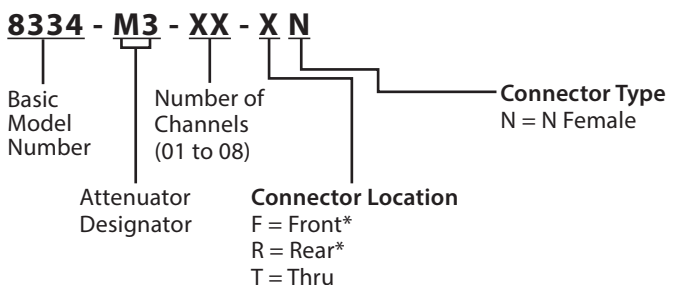 8334 - M3 - XX - X N
Basic
Model
Number
Number of
Channels
(01 to 08)
Connector Type
N = N Female
Attenuator
Designator
Connector Location
F = Front*
R = Rear*
T = Thru